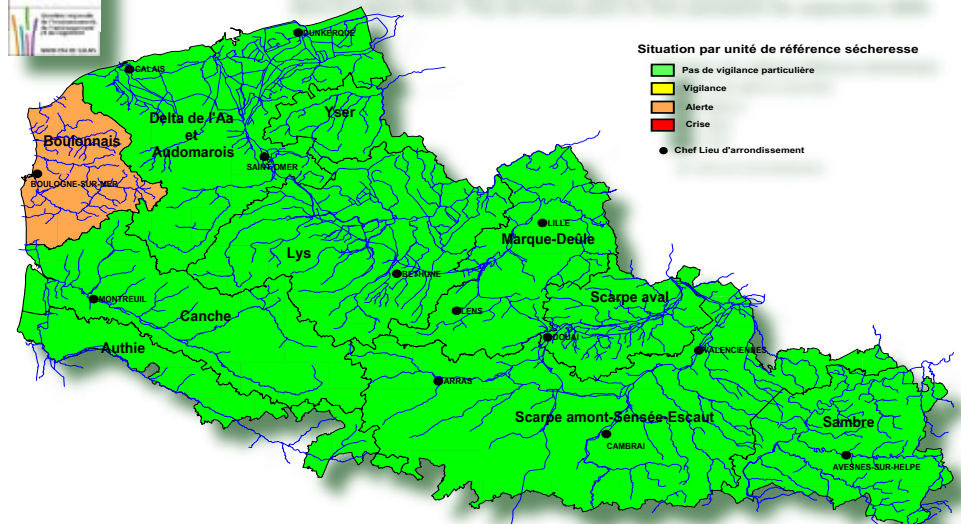 Situation par unité de référence sécheresse
Pas de vigilance particulière
Vigilance
Alerte
Crise
Chef Lieu d'arrondissement
DUNKERQUE
CALAIS
Yser
Delta de l'Aa
et
Audomarois
Boulonnais
SAINT-OMER
BOULOGNE-SUR-MER
LILLE
Marque-Deûle
Lys
BETHUNE
Scarpe aval
MONTREUIL
LENS
Canche
DOUAI
Authie
VALENCIENNES
ARRAS
Scarpe amont-Sensée-Escaut
Sambre
CAMBRAI
AVESNES-SUR-HELPE